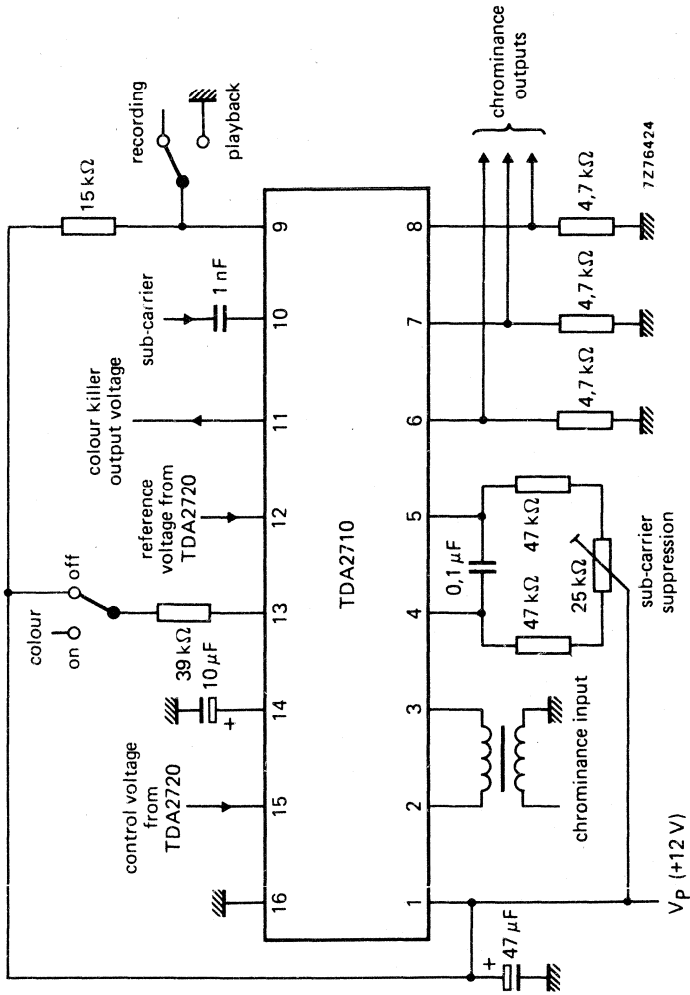 colour
on
off
15 kΩ
control voltage
from
TDA2720
39 kΩ
10 µF
+
reference
voltage from
TDA2720
colour killer
output voltage
sub-carrier
1 nF
recording
playback
16
15
14
13
12
11
10
9
TDA2710
1
2
3
4
5
6
7
8
+
47 µF
0,1 µF
47 kΩ
47 kΩ
25 kΩ
chrominance input
sub-carrier
suppression
4,7 kΩ
4,7 kΩ
4,7 kΩ
chrominance
outputs
VP (+12 V)
7Z76424